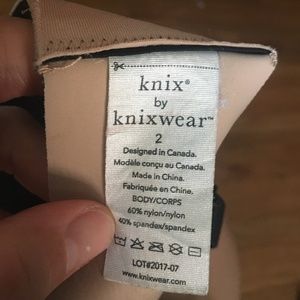 knix®
by
knixwear™
2
Designed in Canada.
Modèle conçu au Canada.
Made in China.
Fabriquée en Chine.
BODY/CORPS
60% nylon/nylon
40% spandex/spandex
LOT#2017-07
www.knixwear.com